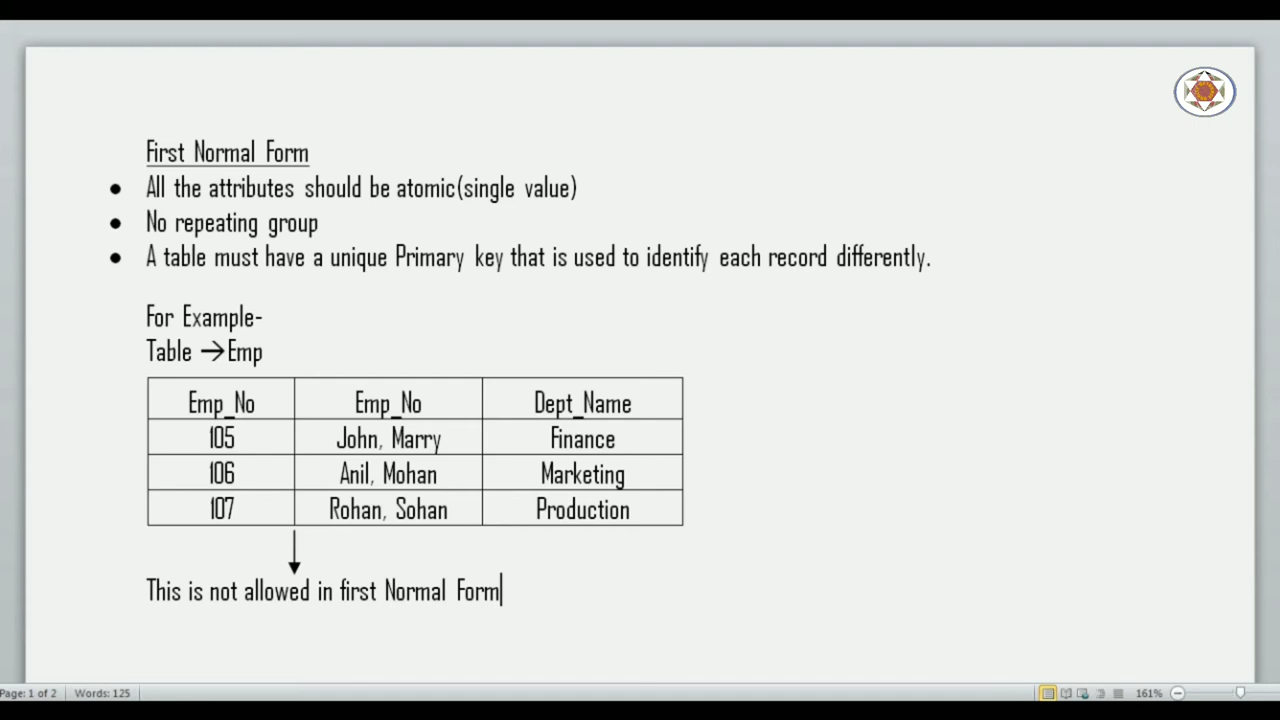 First Normal Form
● All the attributes should be atomic(single value)
● No repeating group
● A table must have a unique Primary key that is used to identify each record differently.
For Example-
Table →Emp
Emp_No Emp_No Dept_Name
105 John, Marry Finance
106 Anil, Mohan Marketing
107 Rohan, Sohan Production
This is not allowed in first Normal Form
Page: 1 of 2 Words: 125 161%